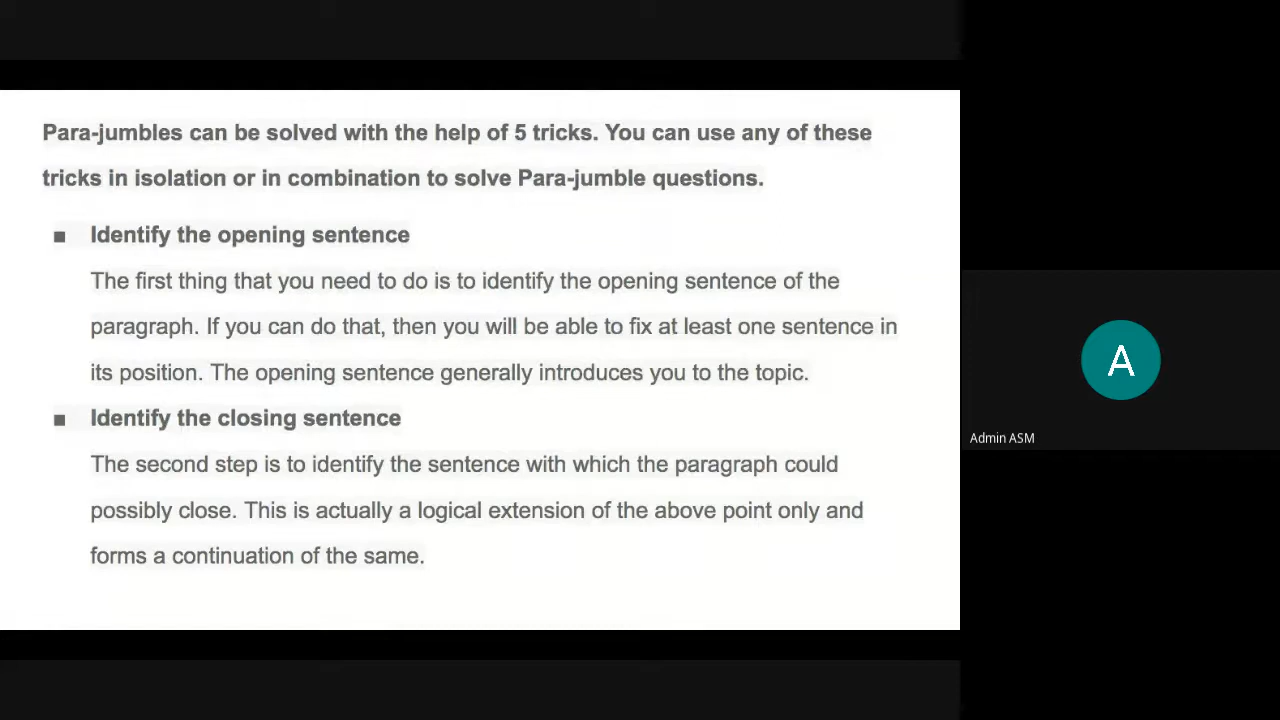 Para-jumbles can be solved with the help of 5 tricks. You can use any of these
tricks in isolation or in combination to solve Para-jumble questions.
■ Identify the opening sentence
The first thing that you need to do is to identify the opening sentence of the
paragraph. If you can do that, then you will be able to fix at least one sentence in
its position. The opening sentence generally introduces you to the topic.
■ Identify the closing sentence
The second step is to identify the sentence with which the paragraph could
possibly close. This is actually a logical extension of the above point only and
forms a continuation of the same.
A
Admin ASM